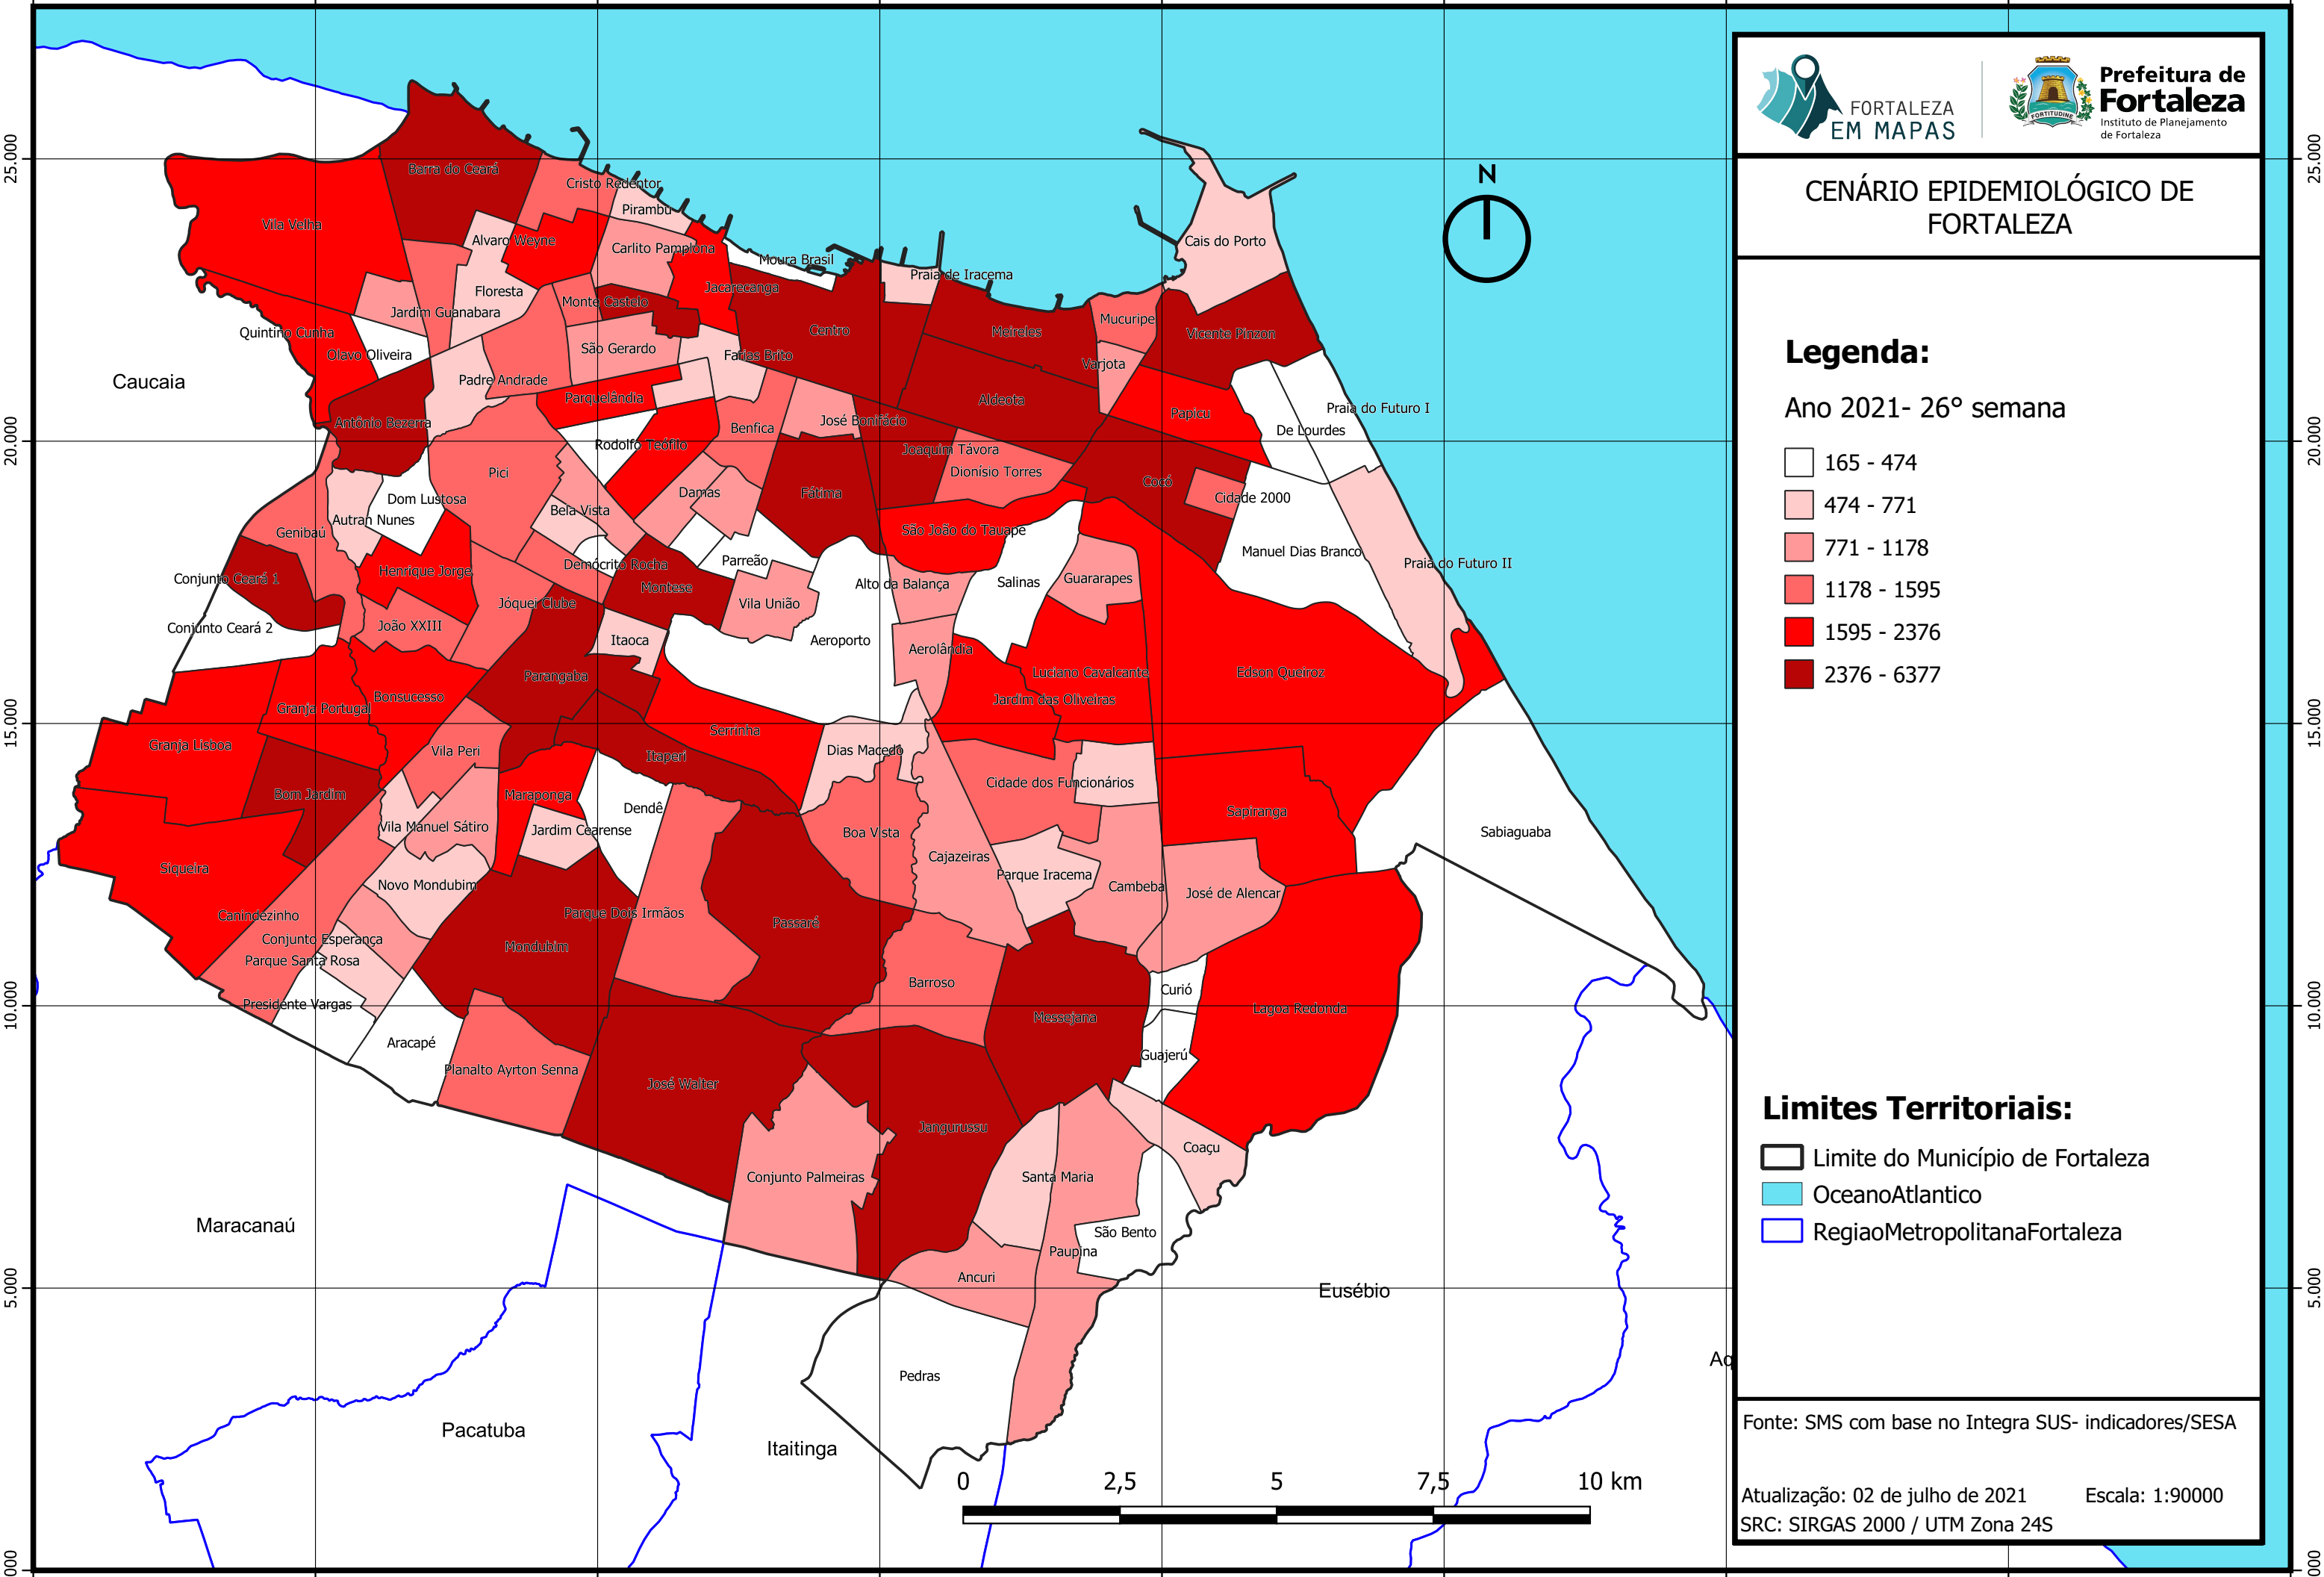 FORTALEZA
EM MAPAS
Prefeitura de
Fortaleza
Instituto de Planejamento
de Fortaleza
FORTITUDINE
CENÁRIO EPIDEMIOLÓGICO DE
FORTALEZA
Legenda:
Ano 2021- 26° semana
165 - 474
474 - 771
771 - 1178
1178 - 1595
1595 - 2376
2376 - 6377
Limites Territoriais:
Limite do Município de Fortaleza
OceanoAtlantico
RegiaoMetropolitanaFortaleza
Fonte: SMS com base no Integra SUS- indicadores/SESA
Atualização: 02 de julho de 2021
Escala: 1:90000
SRC: SIRGAS 2000 / UTM Zona 24S
N
25.000
20.000
15.000
10.000
5.000
000
25.000
20.000
15.000
10.000
5.000
000
Barra do Ceará
Cristo Redentor
Pirambu
Vila Velha
Alvaro Weyne
Carlito Pamplona
Moura Brasil
Cais do Porto
Praia de Iracema
Floresta
Jacarecanga
Monte Castelo
Jardim Guanabara
Mucuripe
Quintino Cunha
Centro
Meireles
Vicente Pinzon
Olavo Oliveira
São Gerardo
Farias Brito
Varjota
Caucaia
Padre Andrade
Parquelândia
Aldeota
Papicu
Praia do Futuro I
Antônio Bezerra
José Bonifácio
Benfica
De Lourdes
Rodolfo Teófilo
Joaquim Távora
Dionísio Torres
Pici
Cocó
Damas
Fátima
Dom Lustosa
Cidade 2000
Bela Vista
Autran Nunes
Genibaú
São João do Tauape
Manuel Dias Branco
Praia do Futuro II
Demócrito Rocha
Parreão
Henrique Jorge
Conjunto Ceará 1
Montese
Alto da Balança
Salinas
Guararapes
Jóquei Clube
Vila União
João XXIII
Conjunto Ceará 2
Itaoca
Aeroporto
Aerolândia
Parangaba
Luciano Cavalcante
Edson Queiroz
Bonsucesso
Jardim das Oliveiras
Granja Portugal
Serrinha
Granja Lisboa
Vila Peri
Itaperi
Dias Macedo
Cidade dos Funcionários
Bom Jardim
Maraponga
Dendê
Sapiranga
Vila Manuel Sátiro
Jardim Cearense
Boa Vista
Sabiaguaba
Cajazeiras
Siqueira
Parque Iracema
Novo Mondubim
Cambeba
José de Alencar
Canindezinho
Parque Dois Irmãos
Passaré
Conjunto Esperança
Mondubim
Parque Santa Rosa
Barroso
Curió
Presidente Vargas
Messejana
Lagoa Redonda
Aracapé
Guajerú
Planalto Ayrton Senna
José Walter
Jangurussu
Coaçu
Conjunto Palmeiras
Santa Maria
Maracanaú
São Bento
Paupina
Ancuri
Eusébio
Aq
Pedras
Pacatuba
Itaitinga
0
2,5
5
7,5
10 km